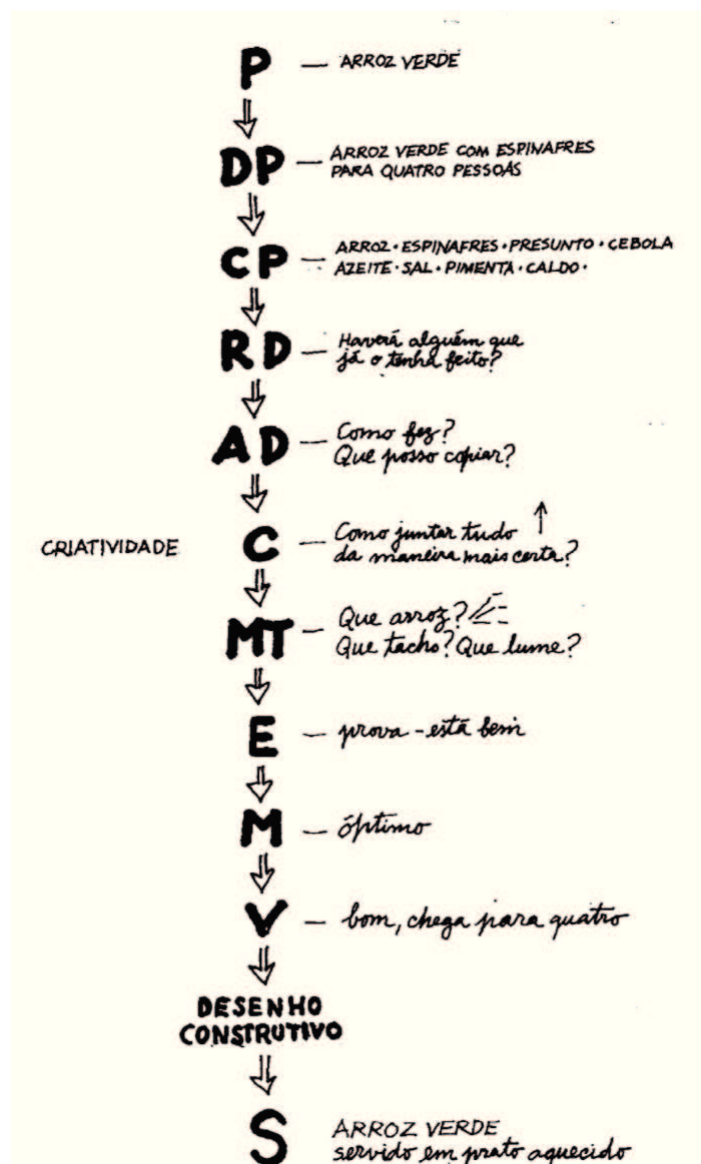 P — ARROZ VERDE
DP — ARROZ VERDE COM ESPINAFRES
PARA QUATRO PESSOAS
CP — ARROZ · ESPINAFRES · PRESUNTO · CEBOLA
AZEITE · SAL · PIMENTA · CALDO ·
RD — Haverá alguém que
já o tenha feito?
AD — Como fez?
Que posso copiar?
CRIATIVIDADE C — Como juntar tudo
da maneira mais certa?
MT — Que arroz?
Que tacho? Que lume?
E — prova - está bem
M — óptimo
V — bom, chega para quatro
DESENHO
CONSTRUTIVO
S ARROZ VERDE
servido em prato aquecido